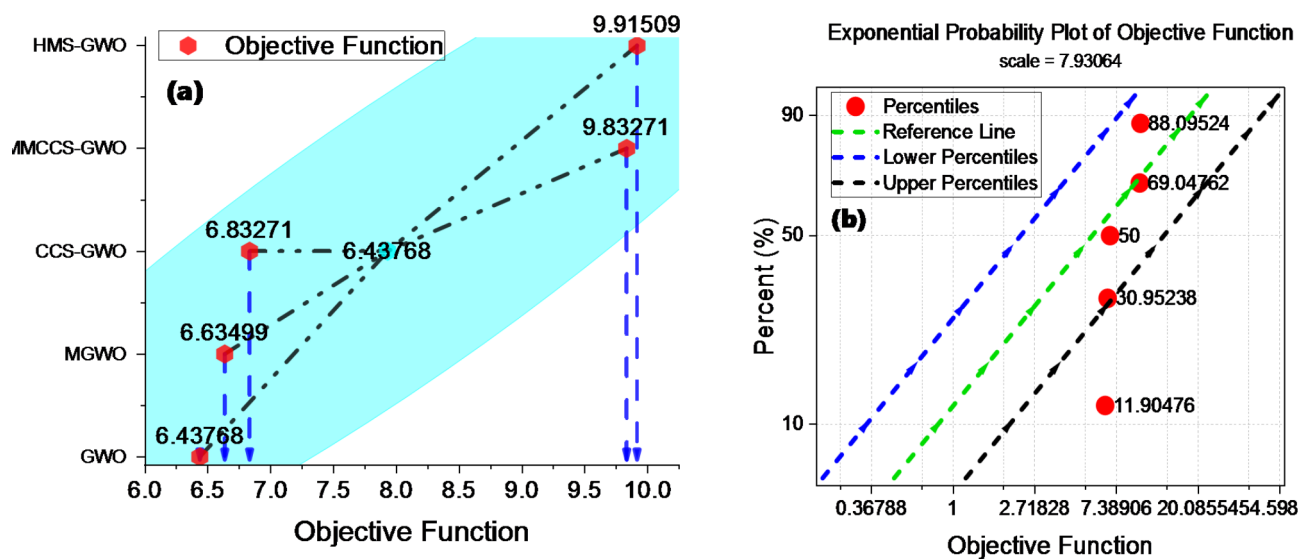 HMS-GWO
MMCCS-GWO
CCS-GWO
MGWO
GWO
Objective Function
(a)
9.91509
9.83271
6.83271
6.43768
6.63499
6.43768
6.0 6.5 7.0 7.5 8.0 8.5 9.0 9.5 10.0
Objective Function
Exponential Probability Plot of Objective Function
scale = 7.93064
Percentiles
Reference Line
Lower Percentiles
Upper Percentiles
(b)
90
50
10
Percent (%)
88.09524
69.04762
50
30.95238
11.90476
0.36788 1 2.71828 7.38906 20.0855454.598
Objective Function